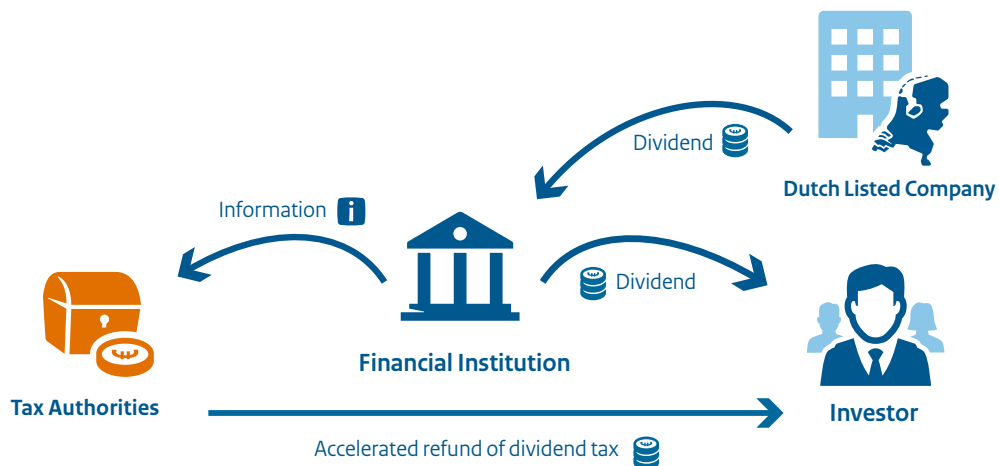 Dividend
Dutch Listed Company
Information
Dividend
Financial Institution
Tax Authorities
Investor
Accelerated refund of dividend tax